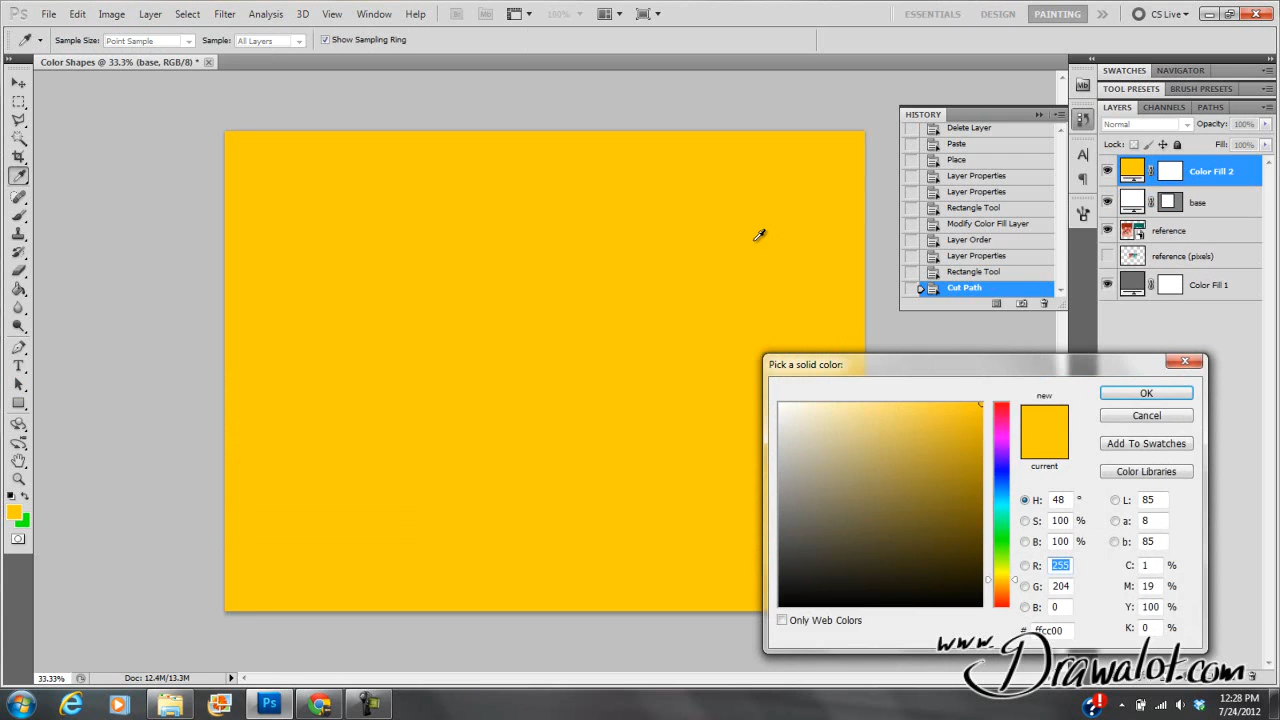 Ps File Edit Image Layer Select Filter Analysis 3D View Window Help Br Mb 100% ESSENTIALS DESIGN PAINTING CS Live
Sample Size: Point Sample Sample: All Layers Show Sampling Ring
Color Shapes @ 33.3% (base, RGB/8) *
SWATCHES NAVIGATOR
TOOL PRESETS BRUSH PRESETS
LAYERS CHANNELS PATHS
Normal Opacity: 100%
Lock: Fill: 100%
Color Fill 2
base
reference
reference (pixels)
Color Fill 1
HISTORY
Delete Layer
Paste
Place
Layer Properties
Layer Properties
Rectangle Tool
Modify Color Fill Layer
Layer Order
Layer Properties
Rectangle Tool
Cut Path
Pick a solid color:
new
current
OK
Cancel
Add To Swatches
Color Libraries
H: 48 ° L: 85
S: 100 % a: 8
B: 100 % b: 85
R: 255 C: 1 %
G: 204 M: 19 %
B: 0 Y: 100 %
# ffcc00 K: 0 %
Only Web Colors
www.
Drawalot.com
33.33% Doc: 12.4M/13.3M
Ps
12:28 PM
7/24/2012